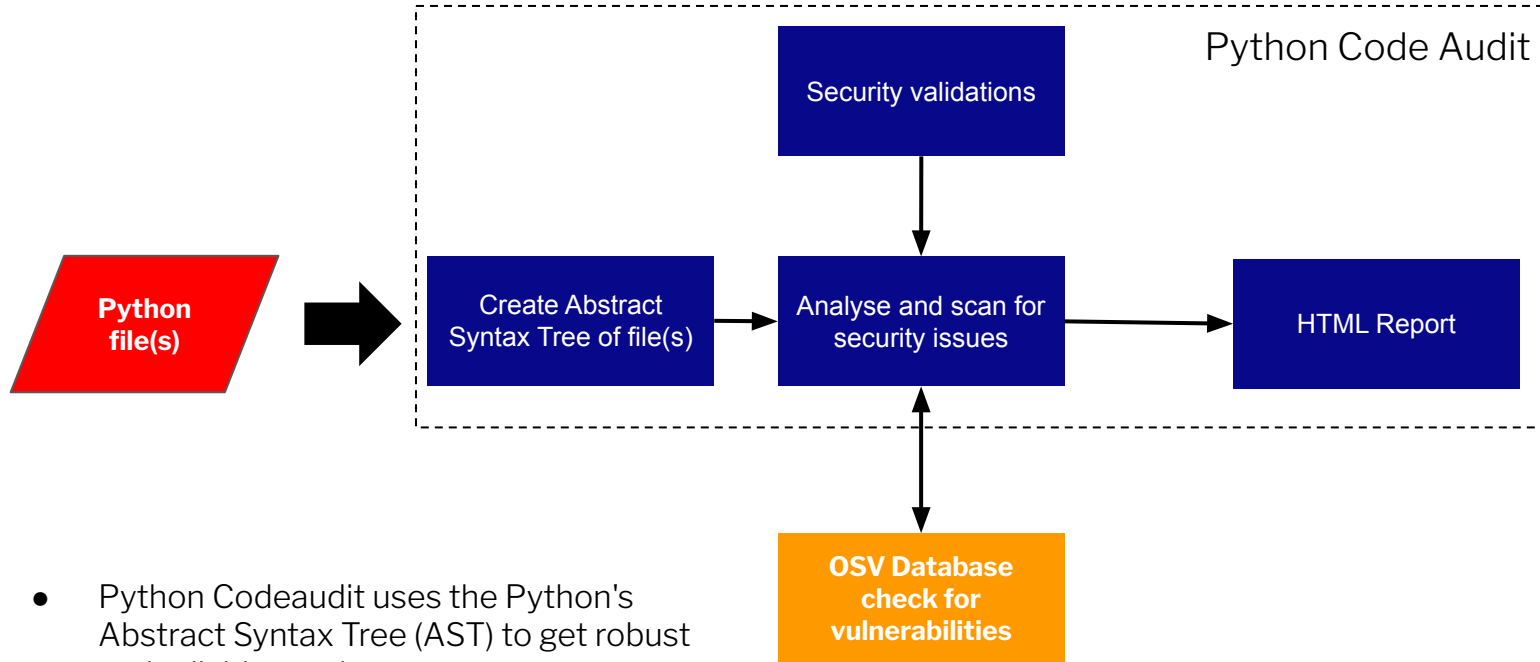 Python Code Audit
Security validations
Python
file(s)
Create Abstract
Syntax Tree of file(s)
Analyse and scan for
security issues
HTML Report
OSV Database
check for
vulnerabilities
● Python Codeaudit uses the Python's
Abstract Syntax Tree (AST) to get robust